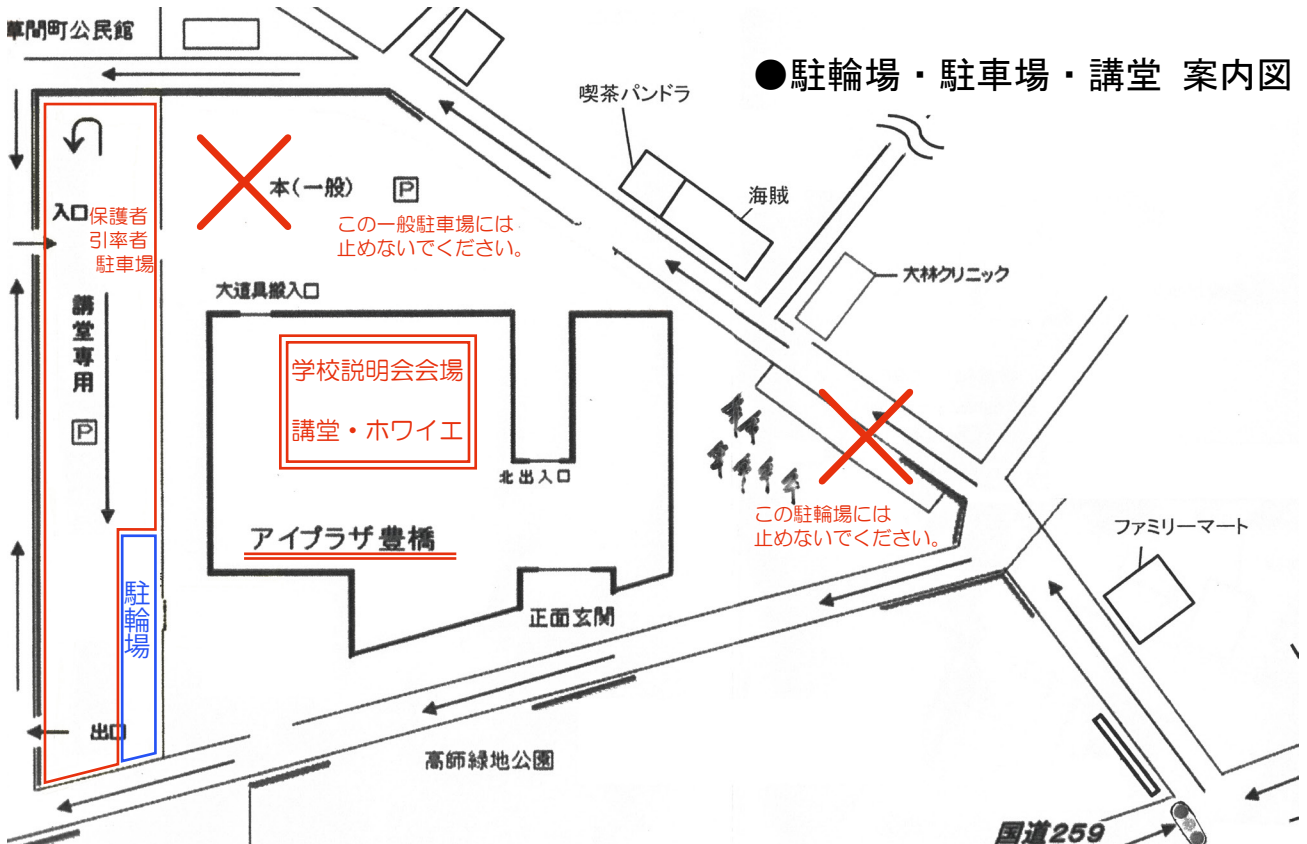 草間町公民館
●駐輪場・駐車場・講堂 案内図
喫茶パンドラ
海賊
本(一般) P
この一般駐車場には
止めないでください。
入口
保護者
引率者
駐車場
大林クリニック
大道具搬入口
講堂専用
P
学校説明会会場
講堂・ホワイエ
北出入口
この駐輪場には
止めないでください。
アイプラザ豊橋
ファミリーマート
駐輪場
正面玄関
出口
高師緑地公園
国道259